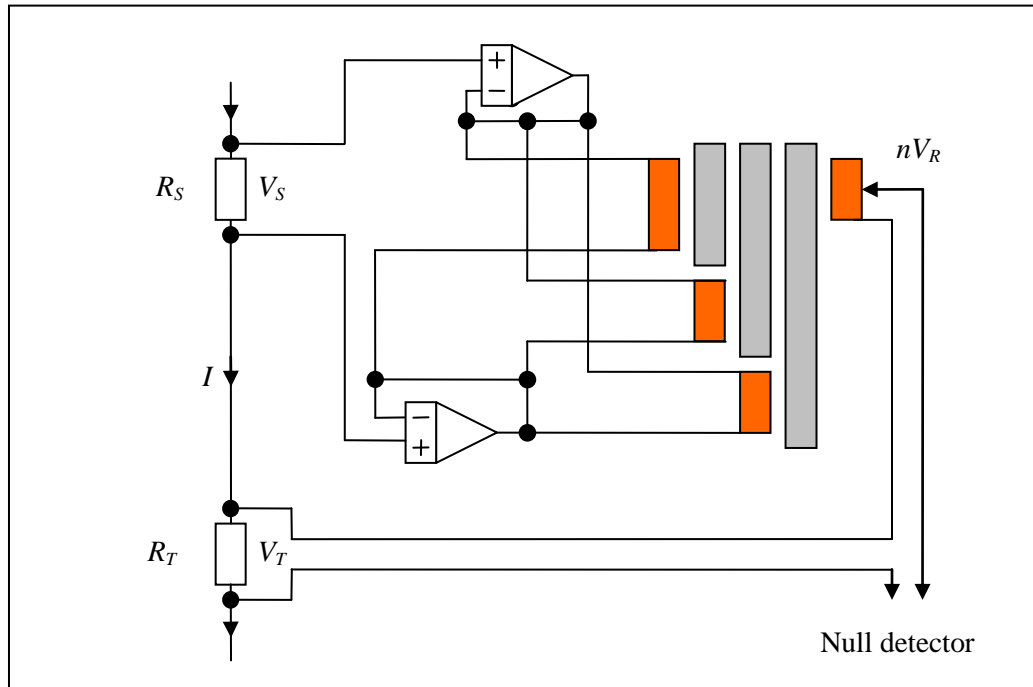 +
−
nV_R
R_S V_S
I
−
+
R_T V_T
Null detector